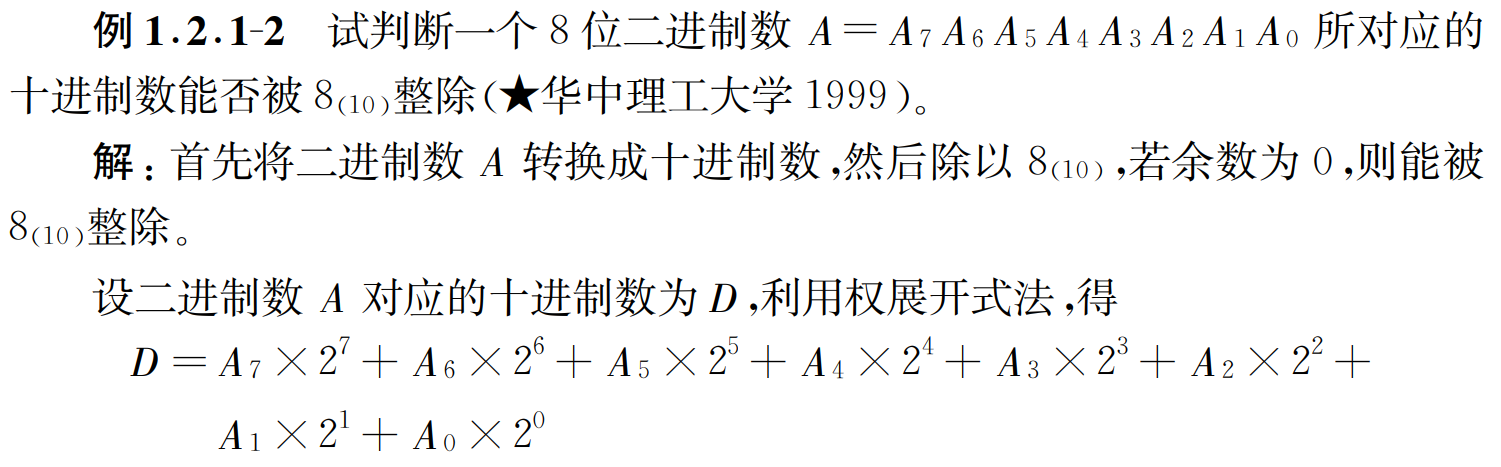 例 1.2.1-2 试判断一个 8 位二进制数 A = A₇A₆A₅A₄A₃A₂A₁A₀ 所对应的
十进制数能否被 8₍₁₀₎整除(★华中理工大学 1999)。
解:首先将二进制数 A 转换成十进制数,然后除以 8₍₁₀₎,若余数为 0,则能被
8₍₁₀₎整除。
设二进制数 A 对应的十进制数为 D,利用权展开式法,得
D = A₇ × 2⁷ + A₆ × 2⁶ + A₅ × 2⁵ + A₄ × 2⁴ + A₃ × 2³ + A₂ × 2² +
A₁ × 2¹ + A₀ × 2⁰